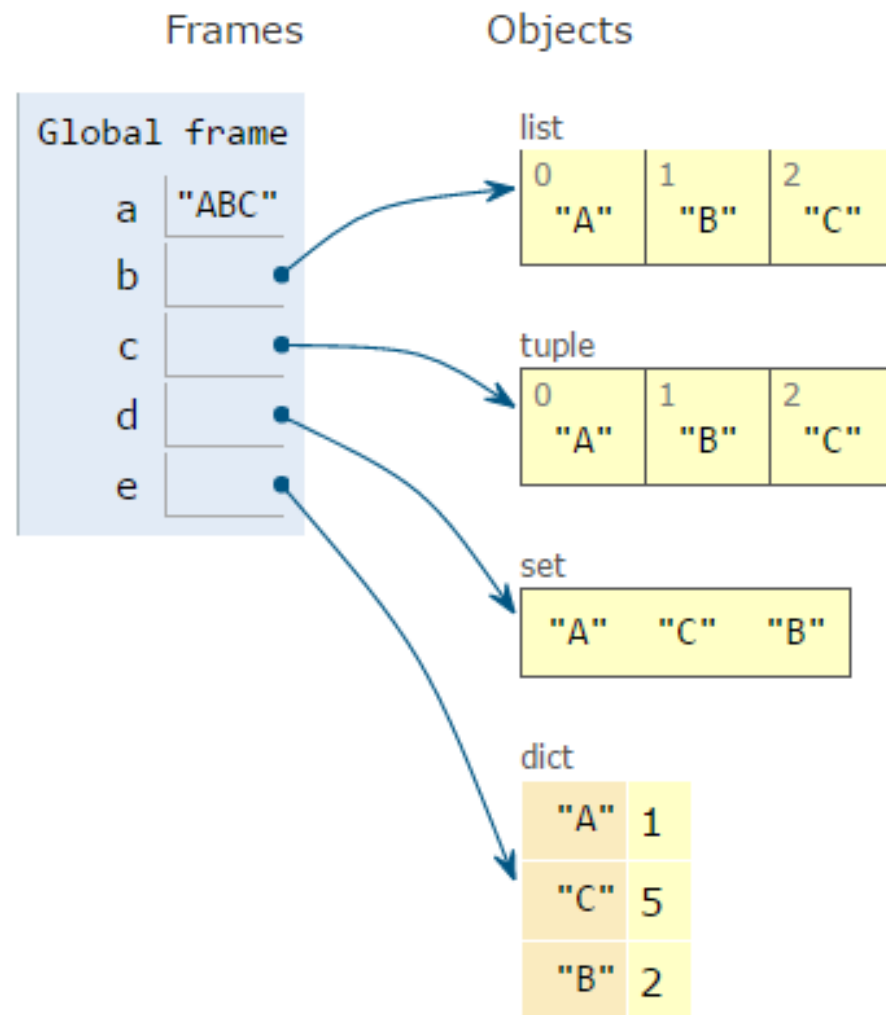 Frames Objects
Global frame
a "ABC"
b
c
d
e
list
0 1 2
"A" "B" "C"
tuple
0 1 2
"A" "B" "C"
set
"A" "C" "B"
dict
"A" 1
"C" 5
"B" 2